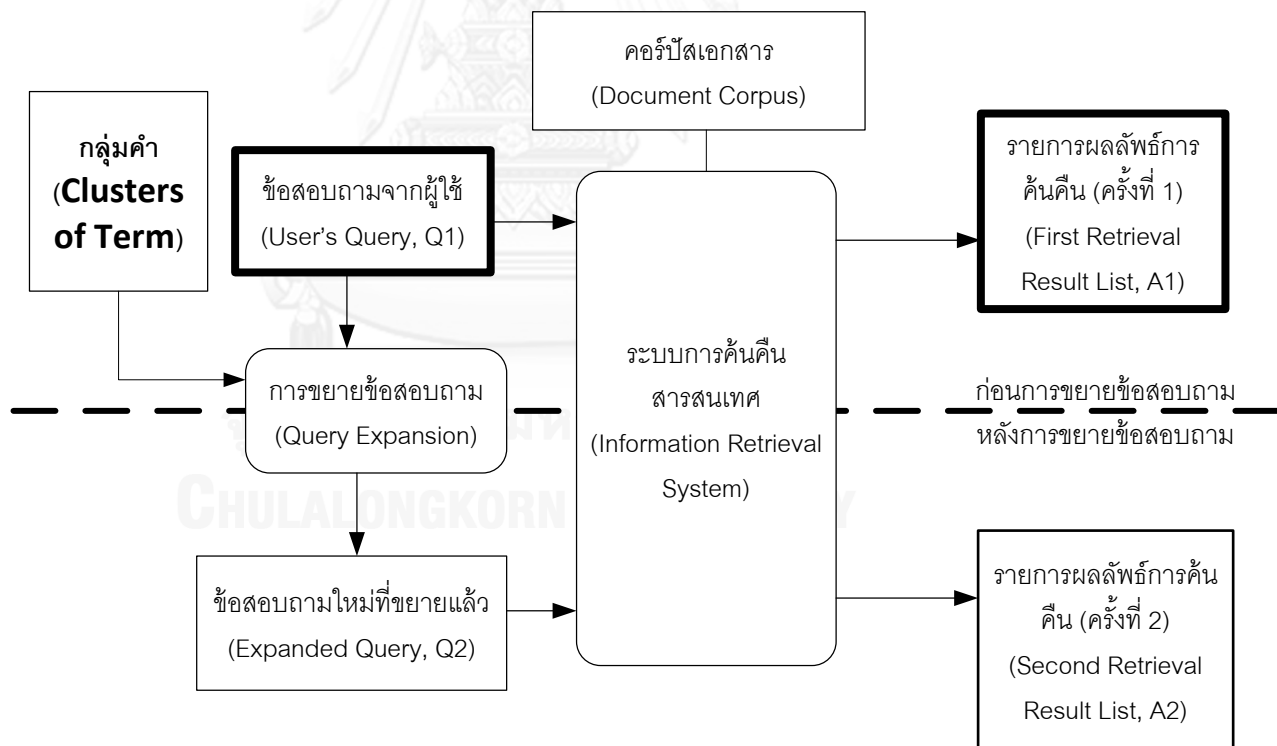 คอร์ปัสเอกสาร
(Document Corpus)
กลุ่มคำ
(Clusters
of Term)
ข้อสอบถามจากผู้ใช้
(User's Query, Q1)
รายการผลลัพธ์การ
ค้นคืน (ครั้งที่ 1)
(First Retrieval
Result List, A1)
การขยายข้อสอบถาม
(Query Expansion)
ระบบการค้นคืน
สารสนเทศ
(Information Retrieval
System)
ก่อนการขยายข้อสอบถาม
หลังการขยายข้อสอบถาม
CHULALONGKORN
ข้อสอบถามใหม่ที่ขยายแล้ว
(Expanded Query, Q2)
รายการผลลัพธ์การค้น
คืน (ครั้งที่ 2)
(Second Retrieval
Result List, A2)